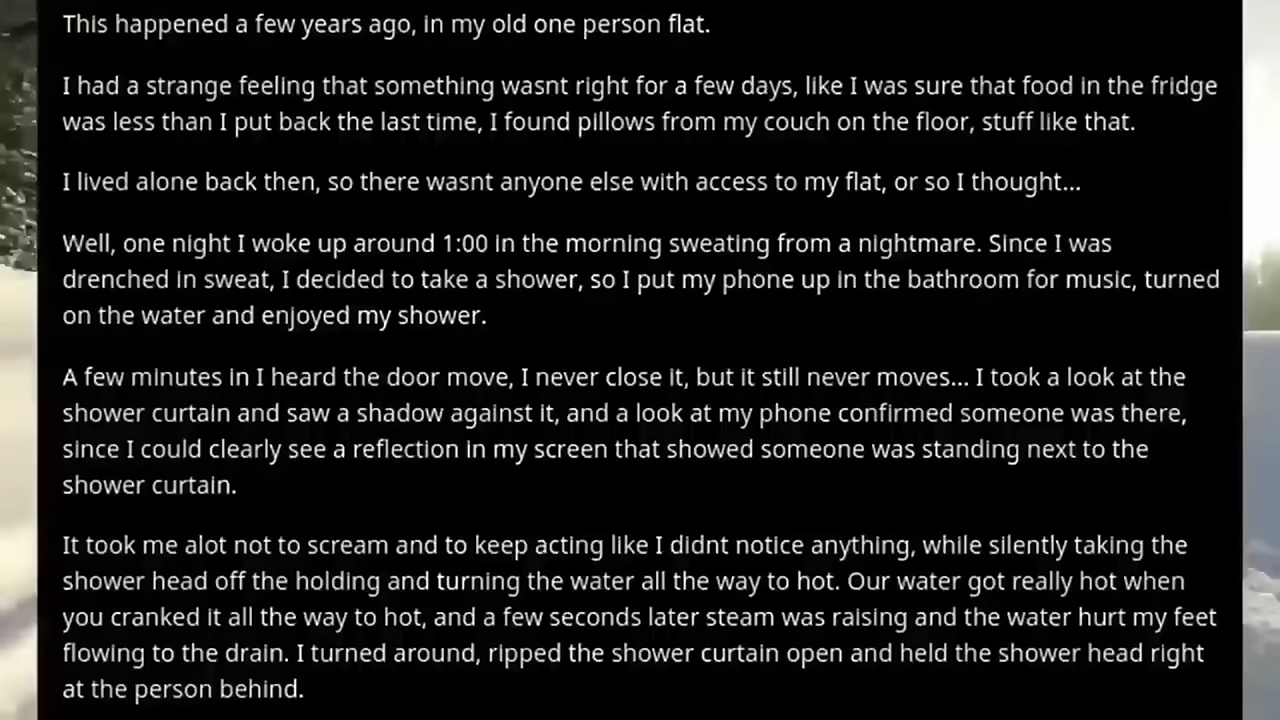 This happened a few years ago, in my old one person flat.
I had a strange feeling that something wasnt right for a few days, like I was sure that food in the fridge
was less than I put back the last time, I found pillows from my couch on the floor, stuff like that.
I lived alone back then, so there wasnt anyone else with access to my flat, or so I thought...
Well, one night I woke up around 1:00 in the morning sweating from a nightmare. Since I was
drenched in sweat, I decided to take a shower, so I put my phone up in the bathroom for music, turned
on the water and enjoyed my shower.
A few minutes in I heard the door move, I never close it, but it still never moves... I took a look at the
shower curtain and saw a shadow against it, and a look at my phone confirmed someone was there,
since I could clearly see a reflection in my screen that showed someone was standing next to the
shower curtain.
It took me alot not to scream and to keep acting like I didnt notice anything, while silently taking the
shower head off the holding and turning the water all the way to hot. Our water got really hot when
you cranked it all the way to hot, and a few seconds later steam was raising and the water hurt my feet
flowing to the drain. I turned around, ripped the shower curtain open and held the shower head right
at the person behind.